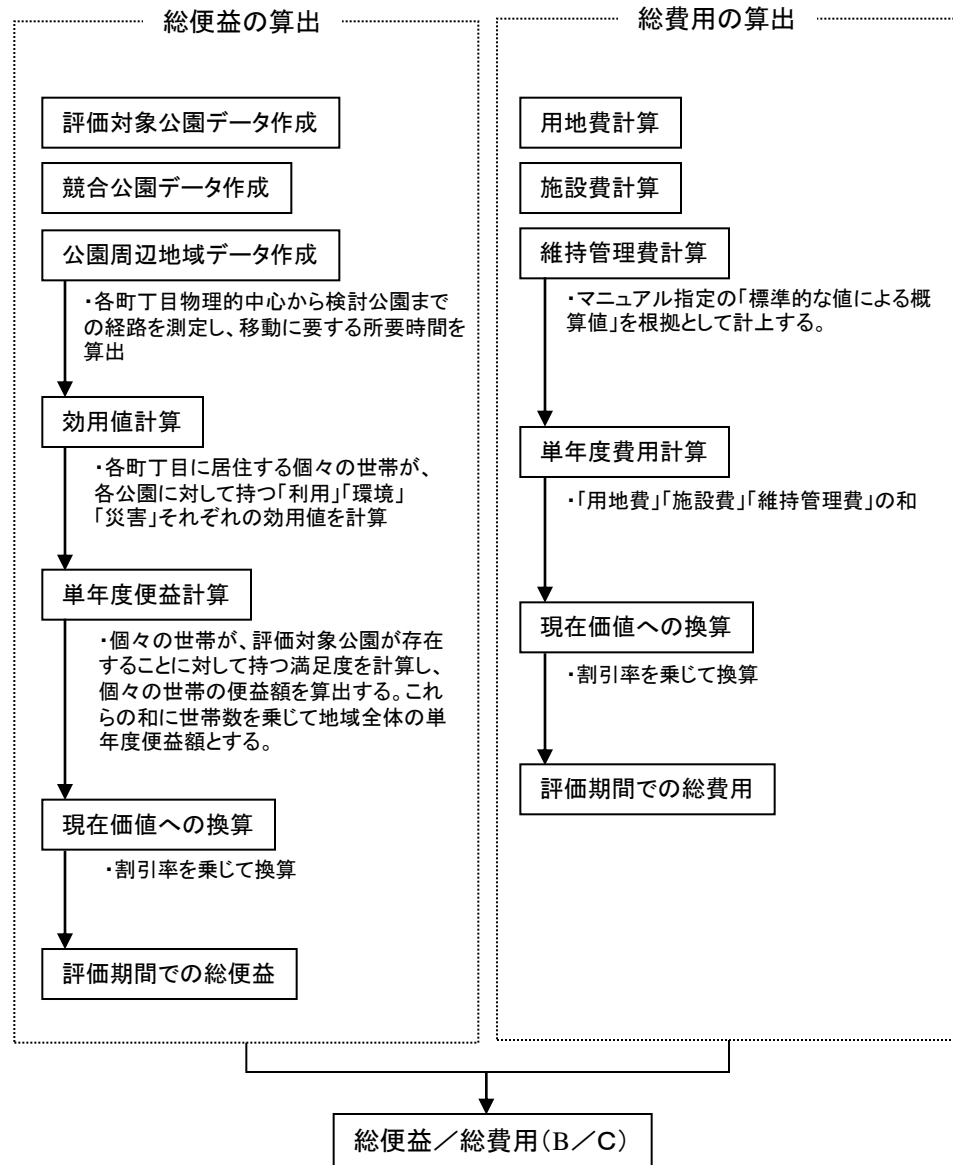 総便益の算出
評価対象公園データ作成
競合公園データ作成
公園周辺地域データ作成
・各町丁目物理的中心から検討公園まで
の経路を測定し、移動に要する所要時間を
算出
効用値計算
・各町丁目に居住する個々の世帯が、
各公園に対して持つ「利用」「環境」
「災害」それぞれの効用値を計算
単年度便益計算
・個々の世帯が、評価対象公園が存在
することに対して持つ満足度を計算し、
個々の世帯の便益額を算出する。これ
らの和に世帯数を乗じて地域全体の単
年度便益額とする。
現在価値への換算
・割引率を乗じて換算
評価期間での総便益
総費用の算出
用地費計算
施設費計算
維持管理費計算
・マニュアル指定の「標準的な値による概
算値」を根拠として計上する。
単年度費用計算
・「用地費」「施設費」「維持管理費」の和
現在価値への換算
・割引率を乗じて換算
評価期間での総費用
総便益／総費用(B／C)